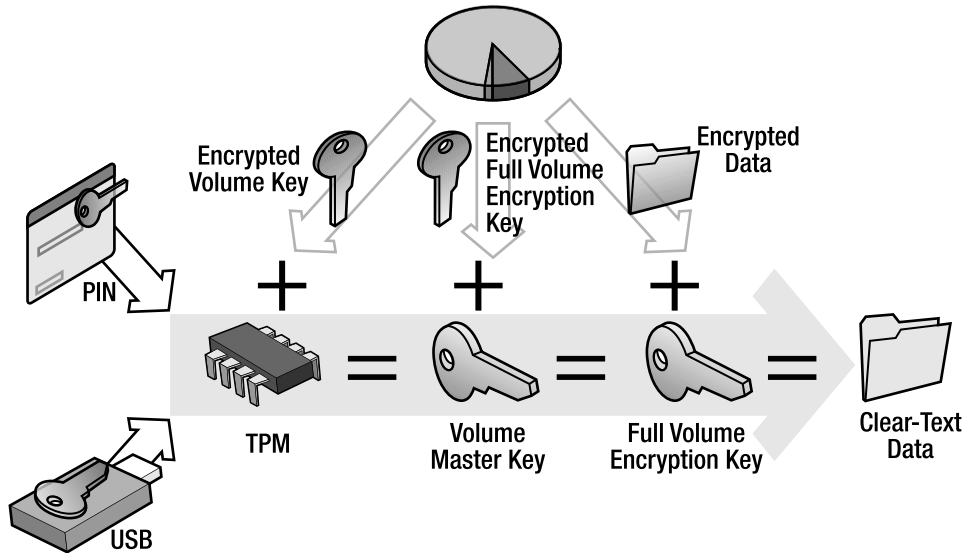 Encrypted
Volume Key
Encrypted
Full Volume
Encryption
Key
Encrypted
Data
PIN
+
+
+
=
=
=
TPM
Volume
Master Key
Full Volume
Encryption Key
Clear-Text
Data
USB